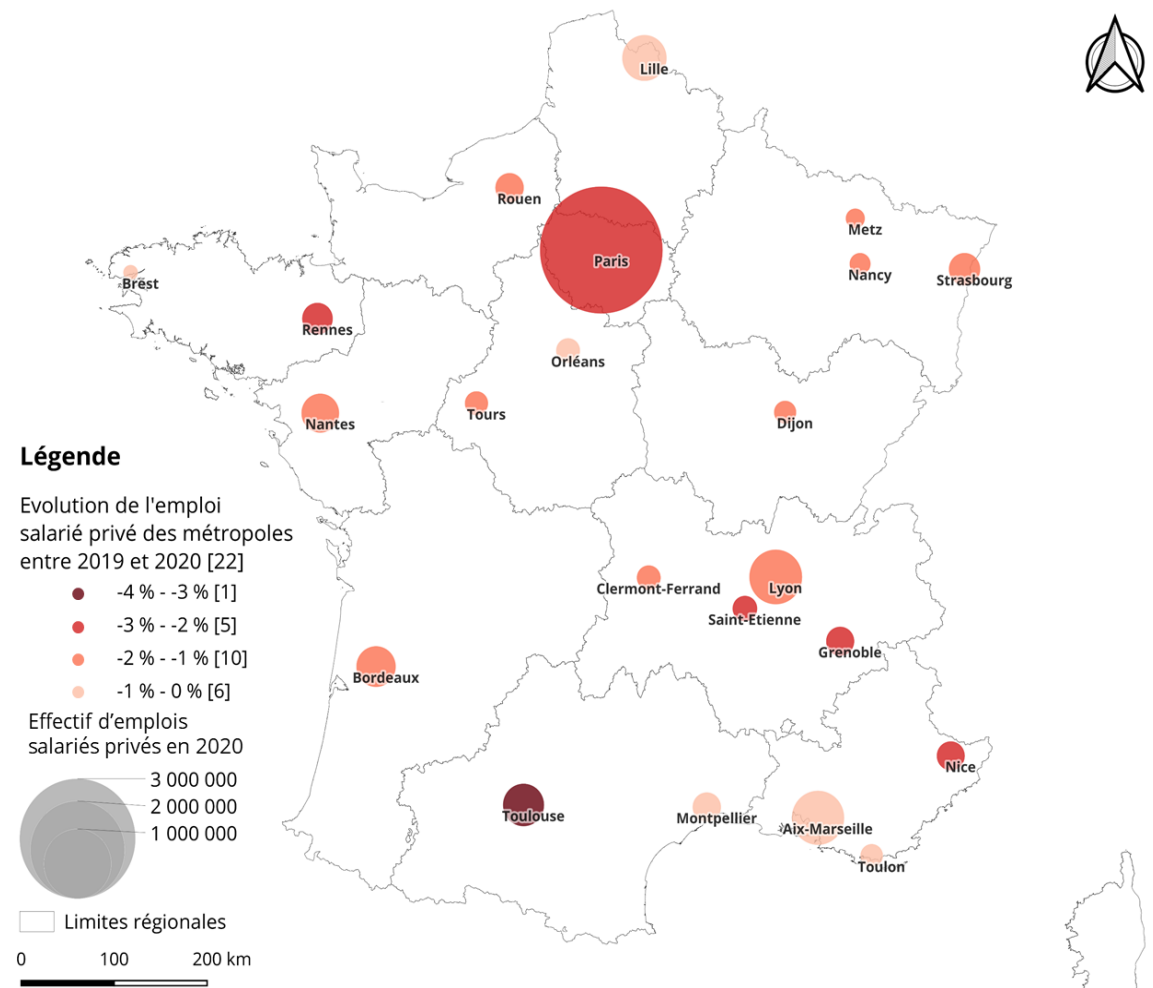 Lille
Rouen
Paris
Metz
Nancy
Strasbourg
Brest
Rennes
Orléans
Nantes
Tours
Dijon
Légende
Evolution de l'emploi
salarié privé des métropoles
entre 2019 et 2020 [22]
-4 % - -3 % [1]
-3 % - -2 % [5]
-2 % - -1 % [10]
-1 % - 0 % [6]
Effectif d’emplois
salariés privés en 2020
3 000 000
2 000 000
1 000 000
Limites régionales
0 100 200 km
Clermont-Ferrand
Lyon
Saint-Etienne
Grenoble
Bordeaux
Nice
Toulouse
Montpellier
Aix-Marseille
Toulon